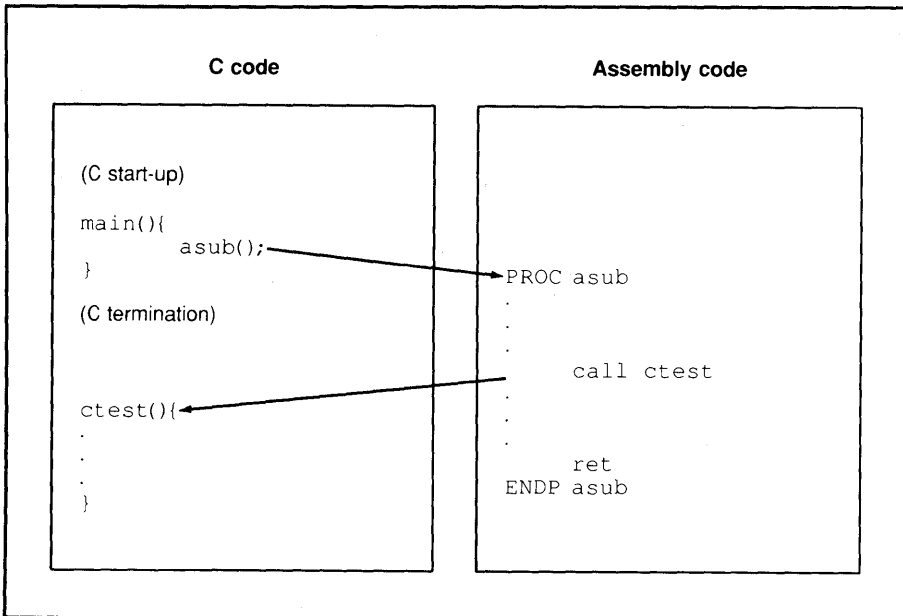 C code
(C start-up)
main(){
asub();
}
(C termination)
ctest(){
.
.
.
}
Assembly code
PROC asub
.
.
.
call ctest
.
.
.
ret
ENDP asub